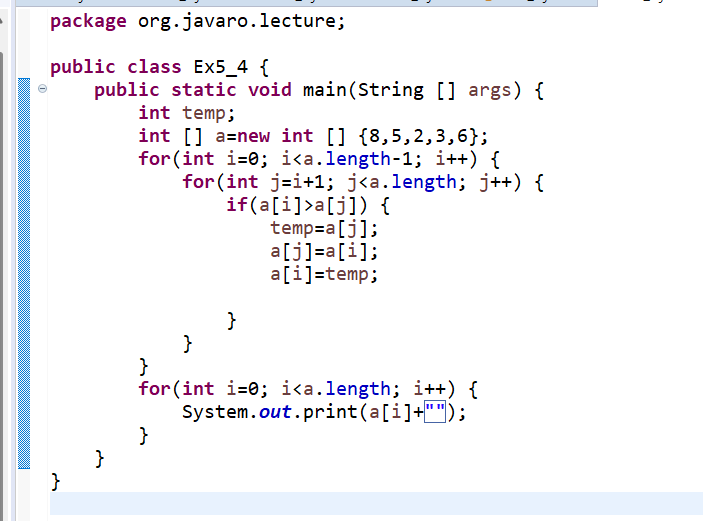 package org.javaro.lecture;
public class Ex5_4 {
public static void main(String [] args) {
int temp;
int [] a=new int [] {8,5,2,3,6};
for(int i=0; i<a.length-1; i++) {
for(int j=i+1; j<a.length; j++) {
if(a[i]>a[j]) {
temp=a[j];
a[j]=a[i];
a[i]=temp;
}
}
}
for(int i=0; i<a.length; i++) {
System.out.print(a[i]+"");
}
}
}